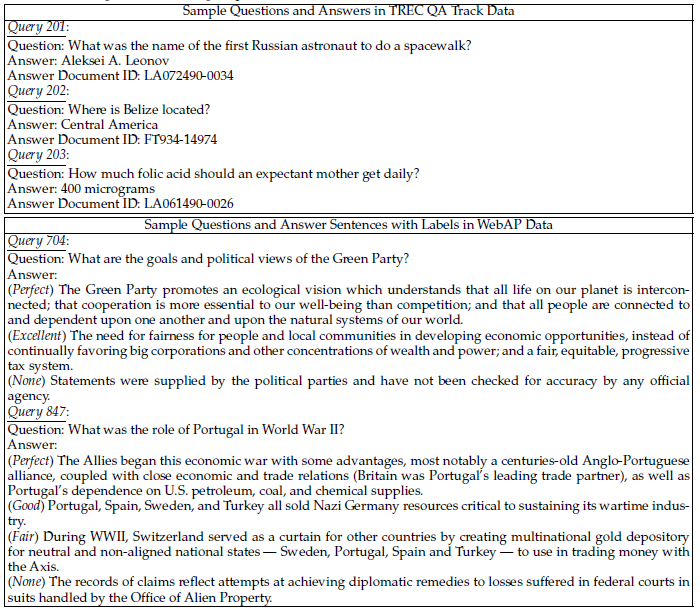 Sample Questions and Answers in TREC QA Track Data
Query 201:
Question: What was the name of the first Russian astronaut to do a spacewalk?
Answer: Aleksei A. Leonov
Answer Document ID: LA072490-0034
Query 202:
Question: Where is Belize located?
Answer: Central America
Answer Document ID: FT934-14974
Query 203:
Question: How much folic acid should an expectant mother get daily?
Answer: 400 micrograms
Answer Document ID: LA061490-0026
Sample Questions and Answer Sentences with Labels in WebAP Data
Query 704:
Question: What are the goals and political views of the Green Party?
Answer:
(Perfect) The Green Party promotes an ecological vision which understands that all life on our planet is intercon-
nected; that cooperation is more essential to our well-being than competition; and that all people are connected to
and dependent upon one another and upon the natural systems of our world.
(Excellent) The need for fairness for people and local communities in developing economic opportunities, instead of
continually favoring big corporations and other concentrations of wealth and power; and a fair, equitable, progressive
tax system.
(None) Statements were supplied by the political parties and have not been checked for accuracy by any official
agency.
Query 847:
Question: What was the role of Portugal in World War II?
Answer:
(Perfect) The Allies began this economic war with some advantages, most notably a centuries-old Anglo-Portuguese
alliance, coupled with close economic and trade relations (Britain was Portugal's leading trade partner), as well as
Portugal's dependence on U.S. petroleum, coal, and chemical supplies.
(Good) Portugal, Spain, Sweden, and Turkey all sold Nazi Germany resources critical to sustaining its wartime indus-
try.
(Fair) During WWII, Switzerland served as a curtain for other countries by creating multinational gold depository
for neutral and non-aligned national states — Sweden, Portugal, Spain and Turkey — to use in trading money with
the Axis.
(None) The records of claims reflect attempts at achieving diplomatic remedies to losses suffered in federal courts in
suits handled by the Office of Alien Property.